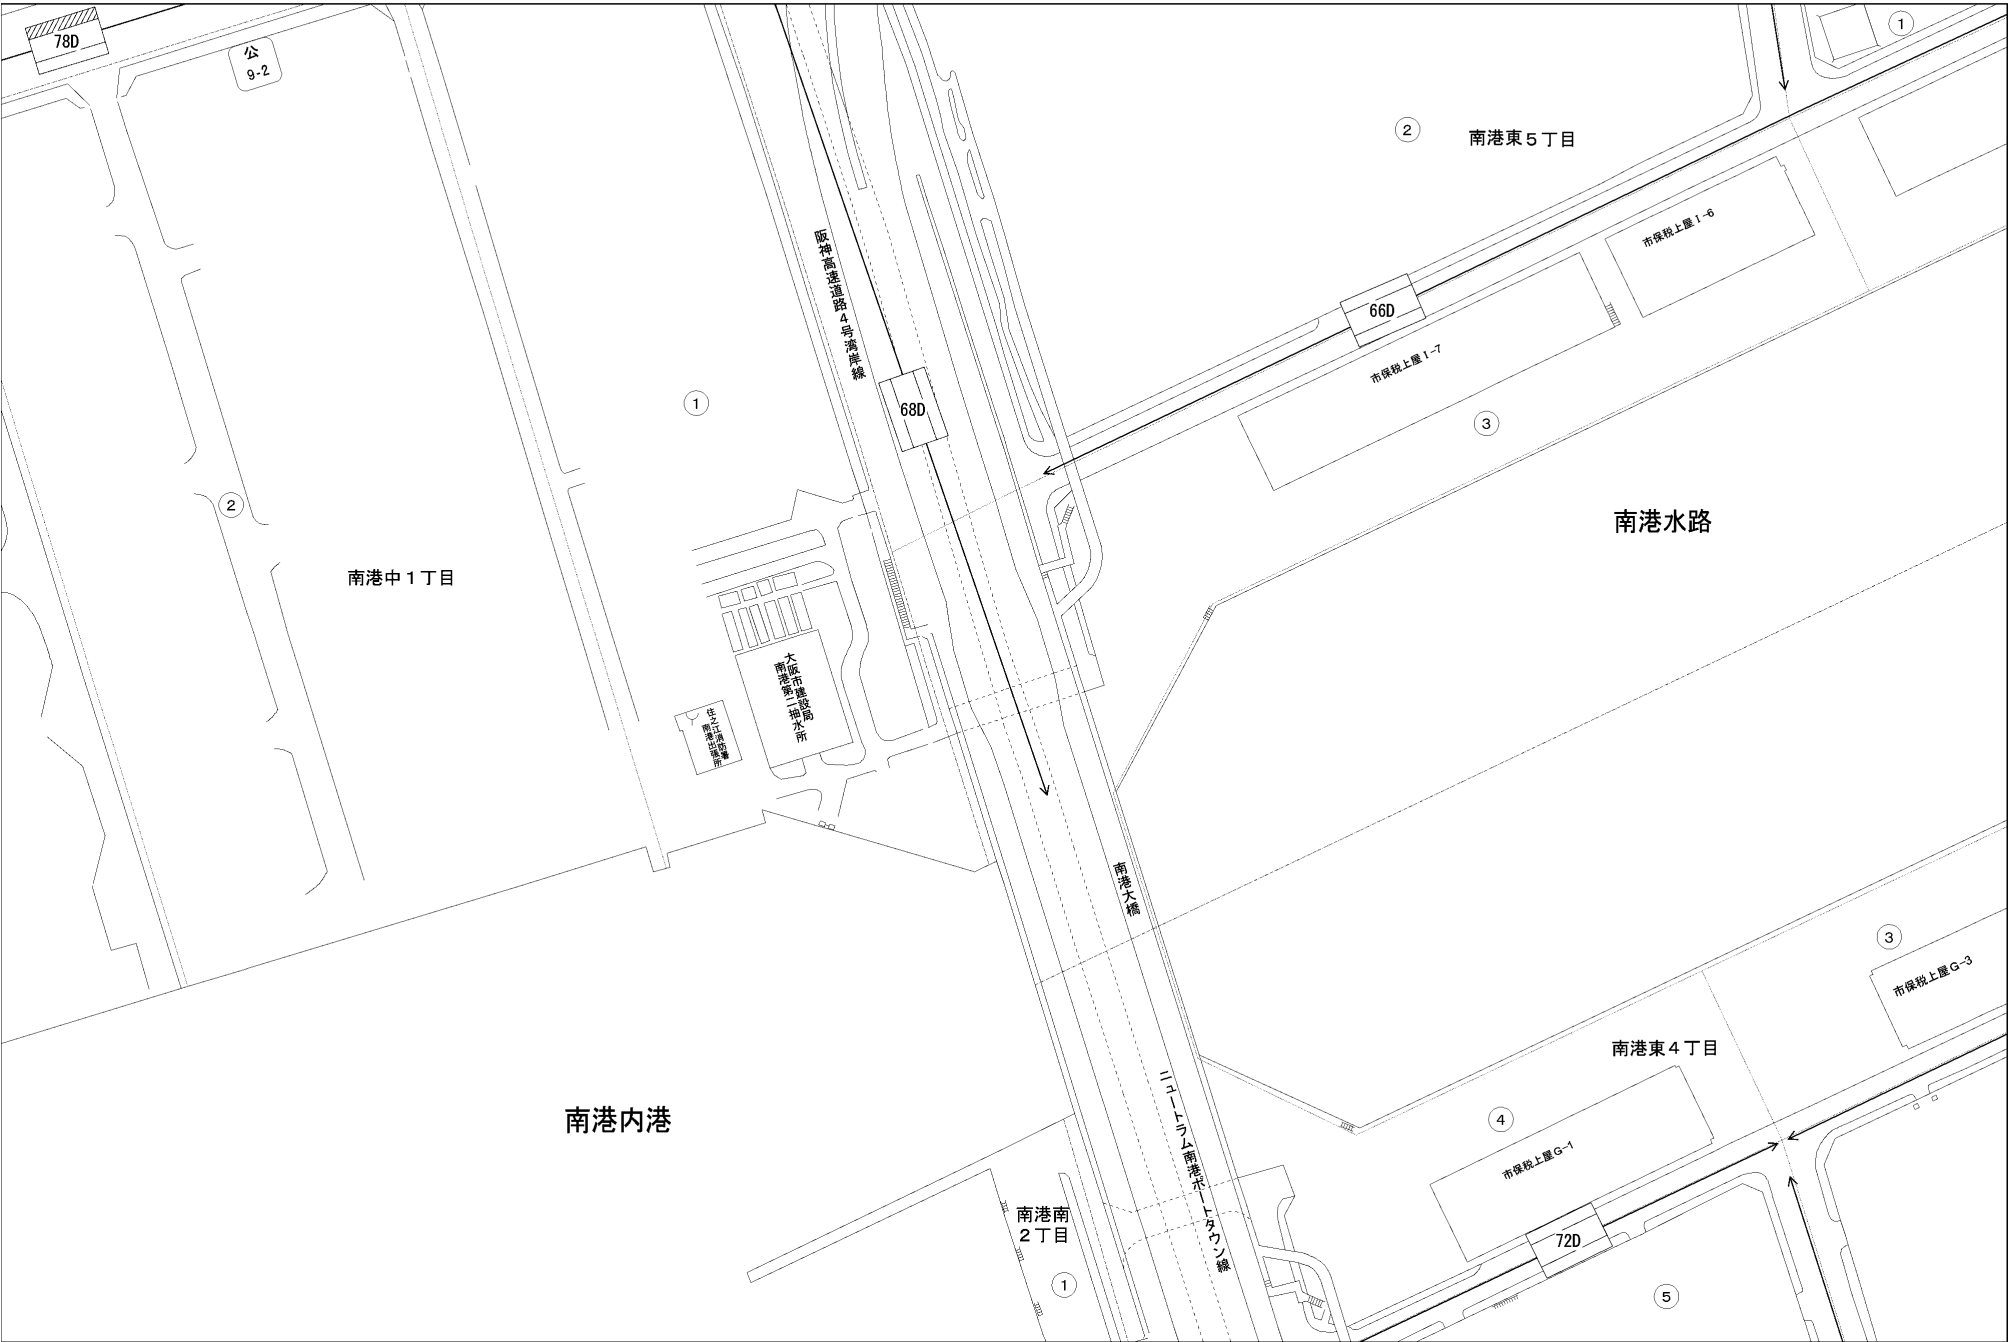 78D
公
9-2
①
②
南港東5丁目
市保税上屋I-6
阪神高速道路4号湾岸線
66D
市保税上屋I-7
①
68D
③
②
南港水路
南港中1丁目
大阪市建設局
南港第二抽水所
住之江消防署
南港出張所
南港大橋
③
市保税上屋G-3
南港東4丁目
南港内港
④
市保税上屋G-1
ニュートラム南港ポートタウン線
南港南
2丁目
72D
①
⑤